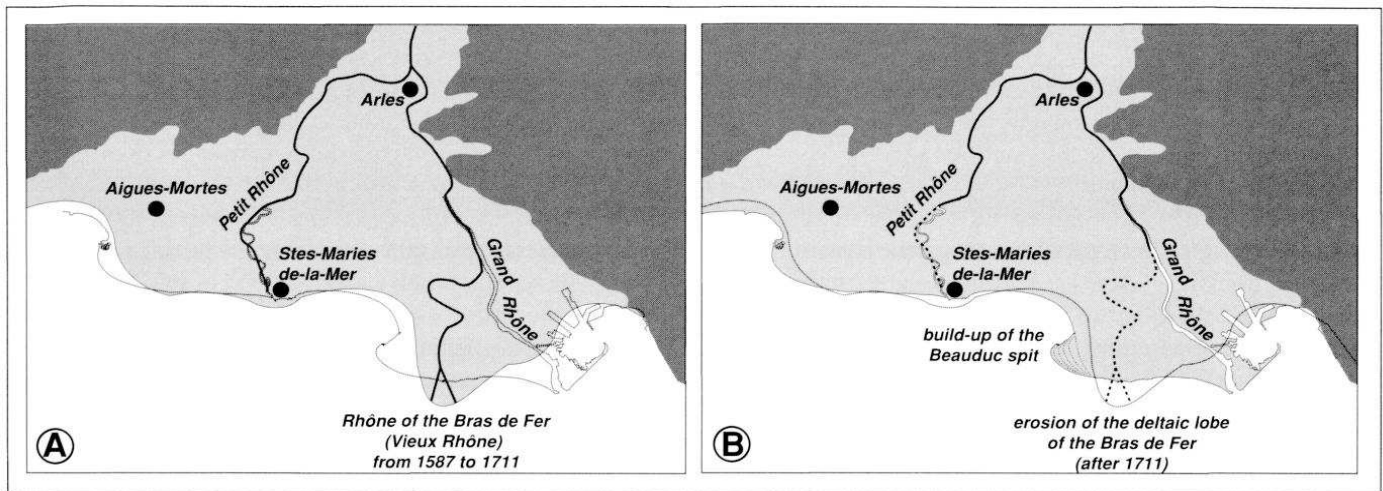 Arles
Aigues-Mortes
Petit Rhône
Stes-Maries
de-la-Mer
Grand Rhône
Rhône of the Bras de Fer
(Vieux Rhône)
from 1587 to 1711
A
Arles
Aigues-Mortes
Petit Rhône
Stes-Maries
de-la-Mer
Grand Rhône
build-up of the
Beauduc spit
erosion of the deltaic lobe
of the Bras de Fer
(after 1711)
B